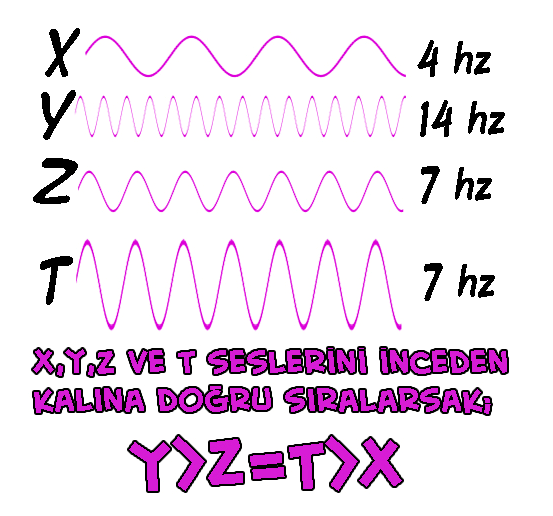 X 4 hz
Y 14 hz
Z 7 hz
T 7 hz
X,Y,Z VE T SESLERİNİ İNCEDEN
KALINA DOĞRU SIRALARSAK;
Y>Z=T>X